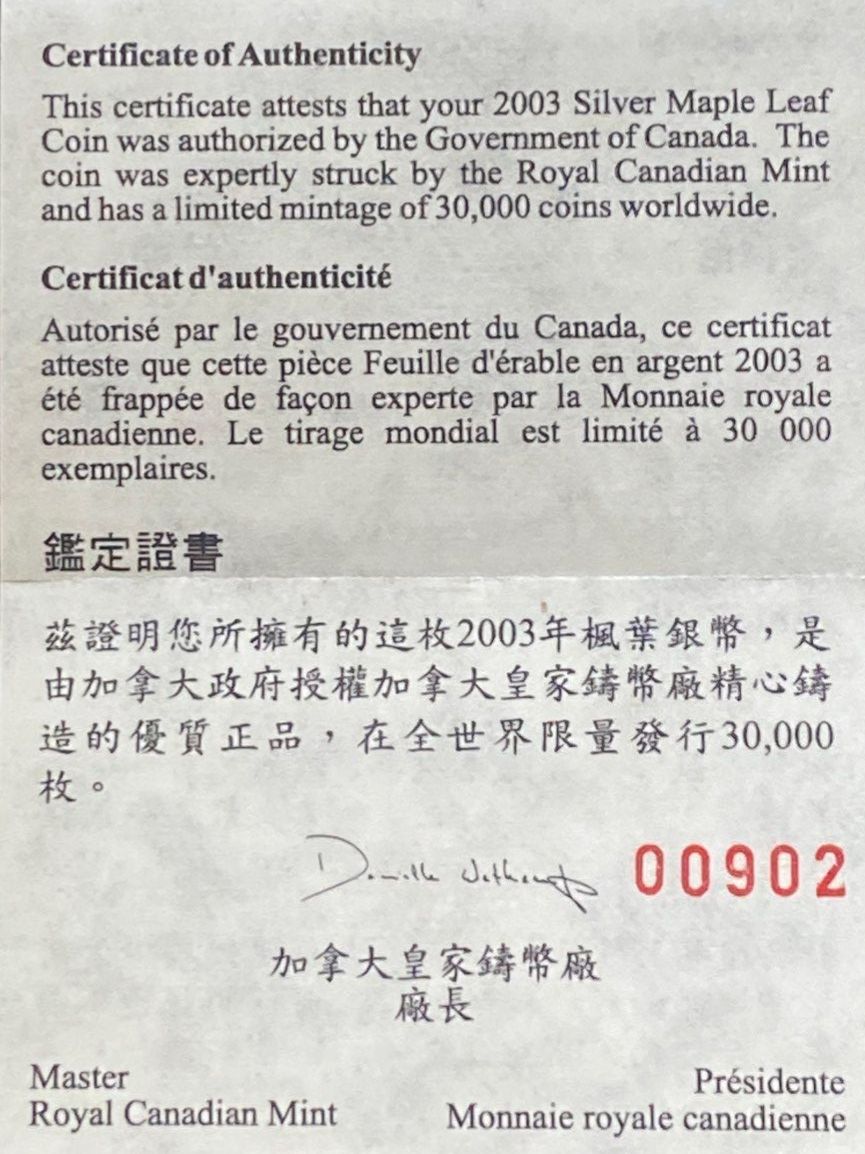 Certificate of Authenticity
This certificate attests that your 2003 Silver Maple Leaf
Coin was authorized by the Government of Canada. The
coin was expertly struck by the Royal Canadian Mint
and has a limited mintage of 30,000 coins worldwide.
Certificat d'authenticité
Autorisé par le gouvernement du Canada, ce certificat
atteste que cette pièce Feuille d'érable en argent 2003 a
été frappée de façon experte par la Monnaie royale
canadienne. Le tirage mondial est limité à 30 000
exemplaires.
鑑定證書
茲證明您所擁有的這枚2003年楓葉銀幣，是
由加拿大政府授權加拿大皇家鑄幣廠精心鑄
造的優質正品，在全世界限量發行30,000
枚。
00902
加拿大皇家鑄幣廠
廠長
Master
Royal Canadian Mint
Présidente
Monnaie royale canadienne